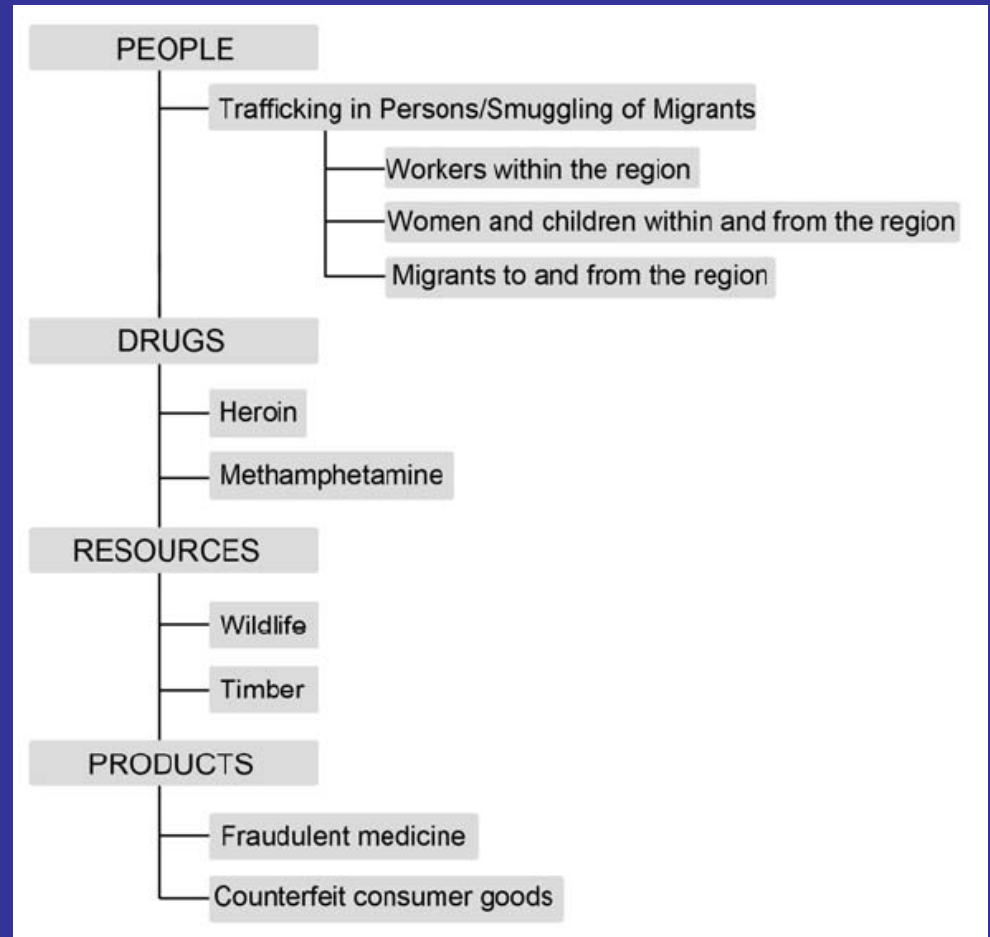 PEOPLE
Trafficking in Persons/Smuggling of Migrants
Workers within the region
Women and children within and from the region
Migrants to and from the region
DRUGS
Heroin
Methamphetamine
RESOURCES
Wildlife
Timber
PRODUCTS
Fraudulent medicine
Counterfeit consumer goods